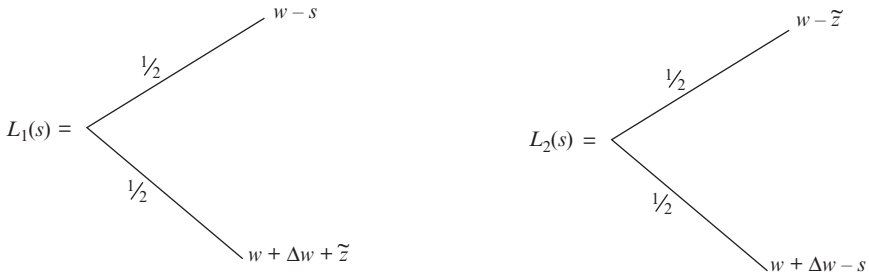 w – s
1/2
L1(s) =
1/2
w + Δw + z̃
w – z̃
1/2
L2(s) =
1/2
w + Δw – s